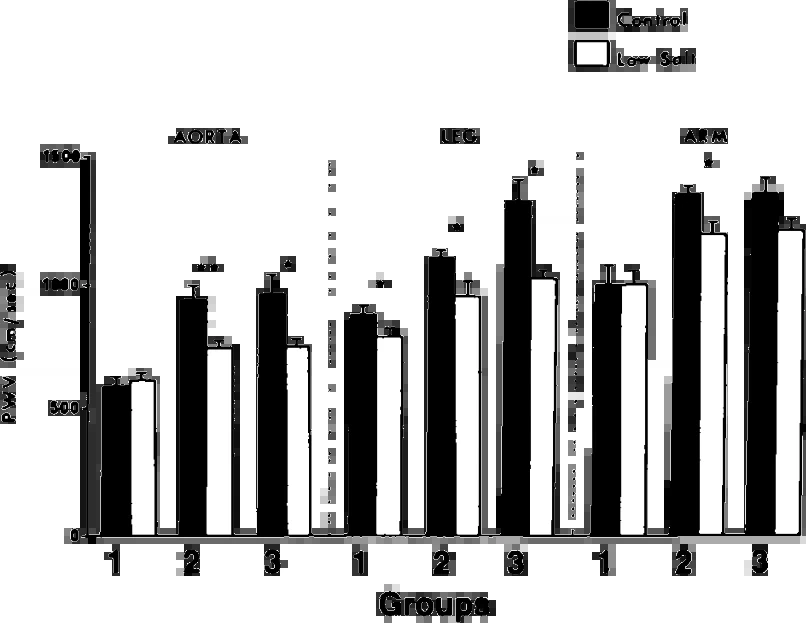 Control
Low Salt
AORTA LEG ARM
1500
1000
500
0
PWV (cm/sec)
1 2 3 1 2 3 1 2 3
Groups